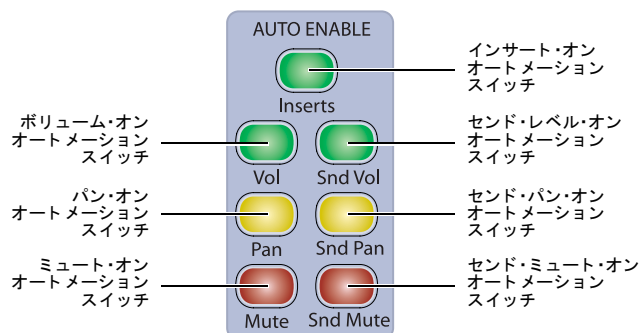 AUTO ENABLE
インサート・オン
オートメーション
スイッチ
Inserts
ボリューム・オン
オートメーション
スイッチ
センド・レベル・オン
オートメーション
スイッチ
Vol
Snd Vol
パン・オン
オートメーション
スイッチ
センド・パン・オン
オートメーション
スイッチ
Pan
Snd Pan
ミュート・オン
オートメーション
スイッチ
センド・ミュート・オン
オートメーション
スイッチ
Mute
Snd Mute